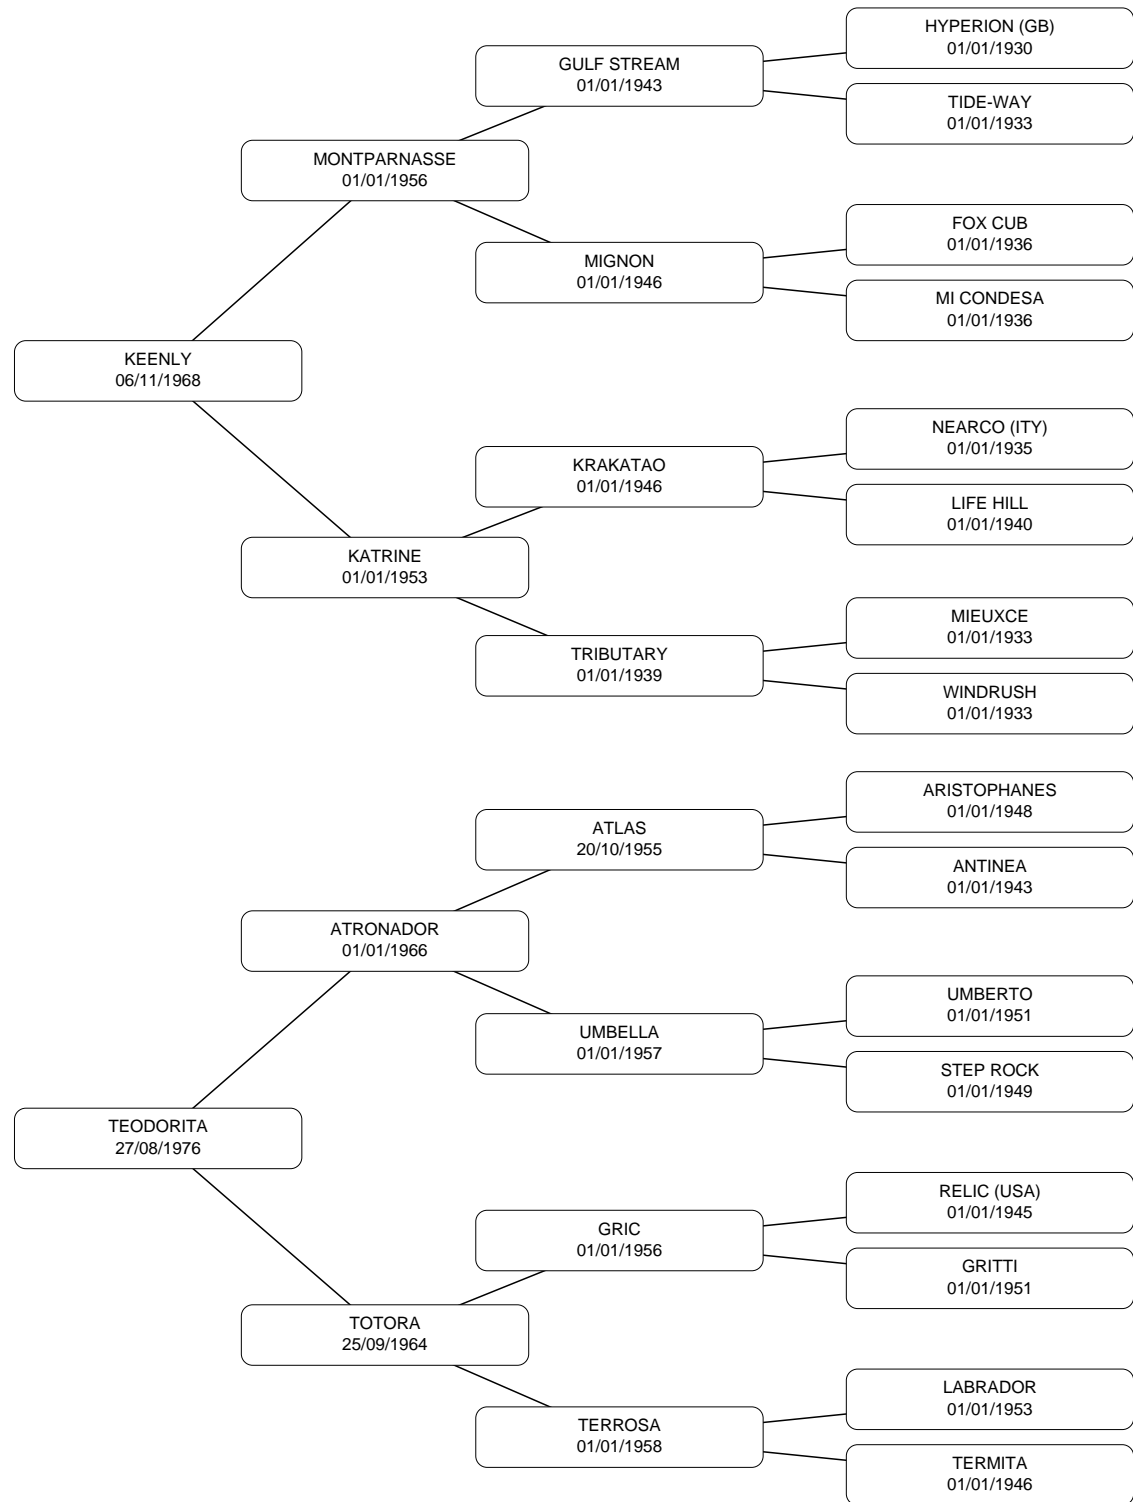 HYPERION (GB)
01/01/1930
GULF STREAM
01/01/1943
TIDE-WAY
01/01/1933
MONTPARNASSE
01/01/1956
FOX CUB
01/01/1936
MIGNON
01/01/1946
MI CONDESA
01/01/1936
KEENLY
06/11/1968
NEARCO (ITY)
01/01/1935
KRAKATAO
01/01/1946
LIFE HILL
01/01/1940
KATRINE
01/01/1953
MIEUXCE
01/01/1933
TRIBUTARY
01/01/1939
WINDRUSH
01/01/1933
ARISTOPHANES
01/01/1948
ATLAS
20/10/1955
ANTINEA
01/01/1943
ATRONADOR
01/01/1966
UMBERTO
01/01/1951
UMBELLA
01/01/1957
STEP ROCK
01/01/1949
TEODORITA
27/08/1976
RELIC (USA)
01/01/1945
GRIC
01/01/1956
GRITTI
01/01/1951
TOTORA
25/09/1964
LABRADOR
01/01/1953
TERROSA
01/01/1958
TERMITA
01/01/1946